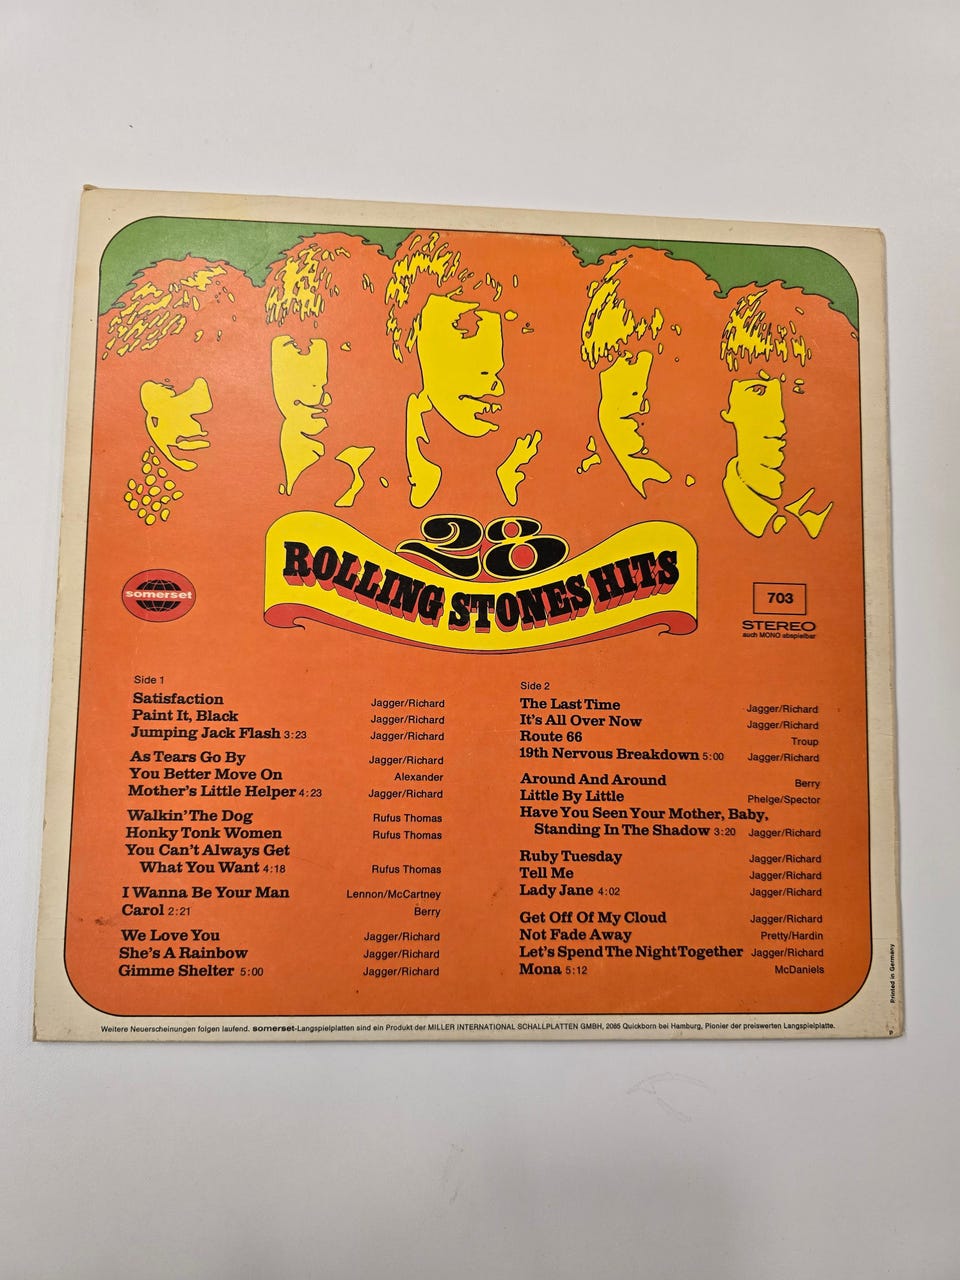 28
ROLLING STONES HITS
somerset
703
STEREO
auch MONO abspielbar
Side 1
Satisfaction Jagger/Richard
Paint It, Black Jagger/Richard
Jumping Jack Flash 3:23 Jagger/Richard
As Tears Go By Jagger/Richard
You Better Move On Alexander
Mother's Little Helper 4:23 Jagger/Richard
Walkin' The Dog Rufus Thomas
Honky Tonk Women Rufus Thomas
You Can't Always Get
What You Want 4:18 Rufus Thomas
I Wanna Be Your Man Lennon/McCartney
Carol 2:21 Berry
We Love You Jagger/Richard
She's A Rainbow Jagger/Richard
Gimme Shelter 5:00 Jagger/Richard
Side 2
The Last Time Jagger/Richard
It's All Over Now Jagger/Richard
Route 66 Troup
19th Nervous Breakdown 5:00 Jagger/Richard
Around And Around Berry
Little By Little Phelge/Spector
Have You Seen Your Mother, Baby,
Standing In The Shadow 3:20 Jagger/Richard
Ruby Tuesday Jagger/Richard
Tell Me Jagger/Richard
Lady Jane 4:02 Jagger/Richard
Get Off Of My Cloud Jagger/Richard
Not Fade Away Pretty/Hardin
Let's Spend The Night Together Jagger/Richard
Mona 5:12 McDaniels
Printed in Germany
P
Weitere Neuerscheinungen folgen laufend. somerset-Langspielplatten sind ein Produkt der MILLER INTERNATIONAL SCHALLPLATTEN GMBH, 2085 Quickborn bei Hamburg, Pionier der preiswerten Langspielplatte.